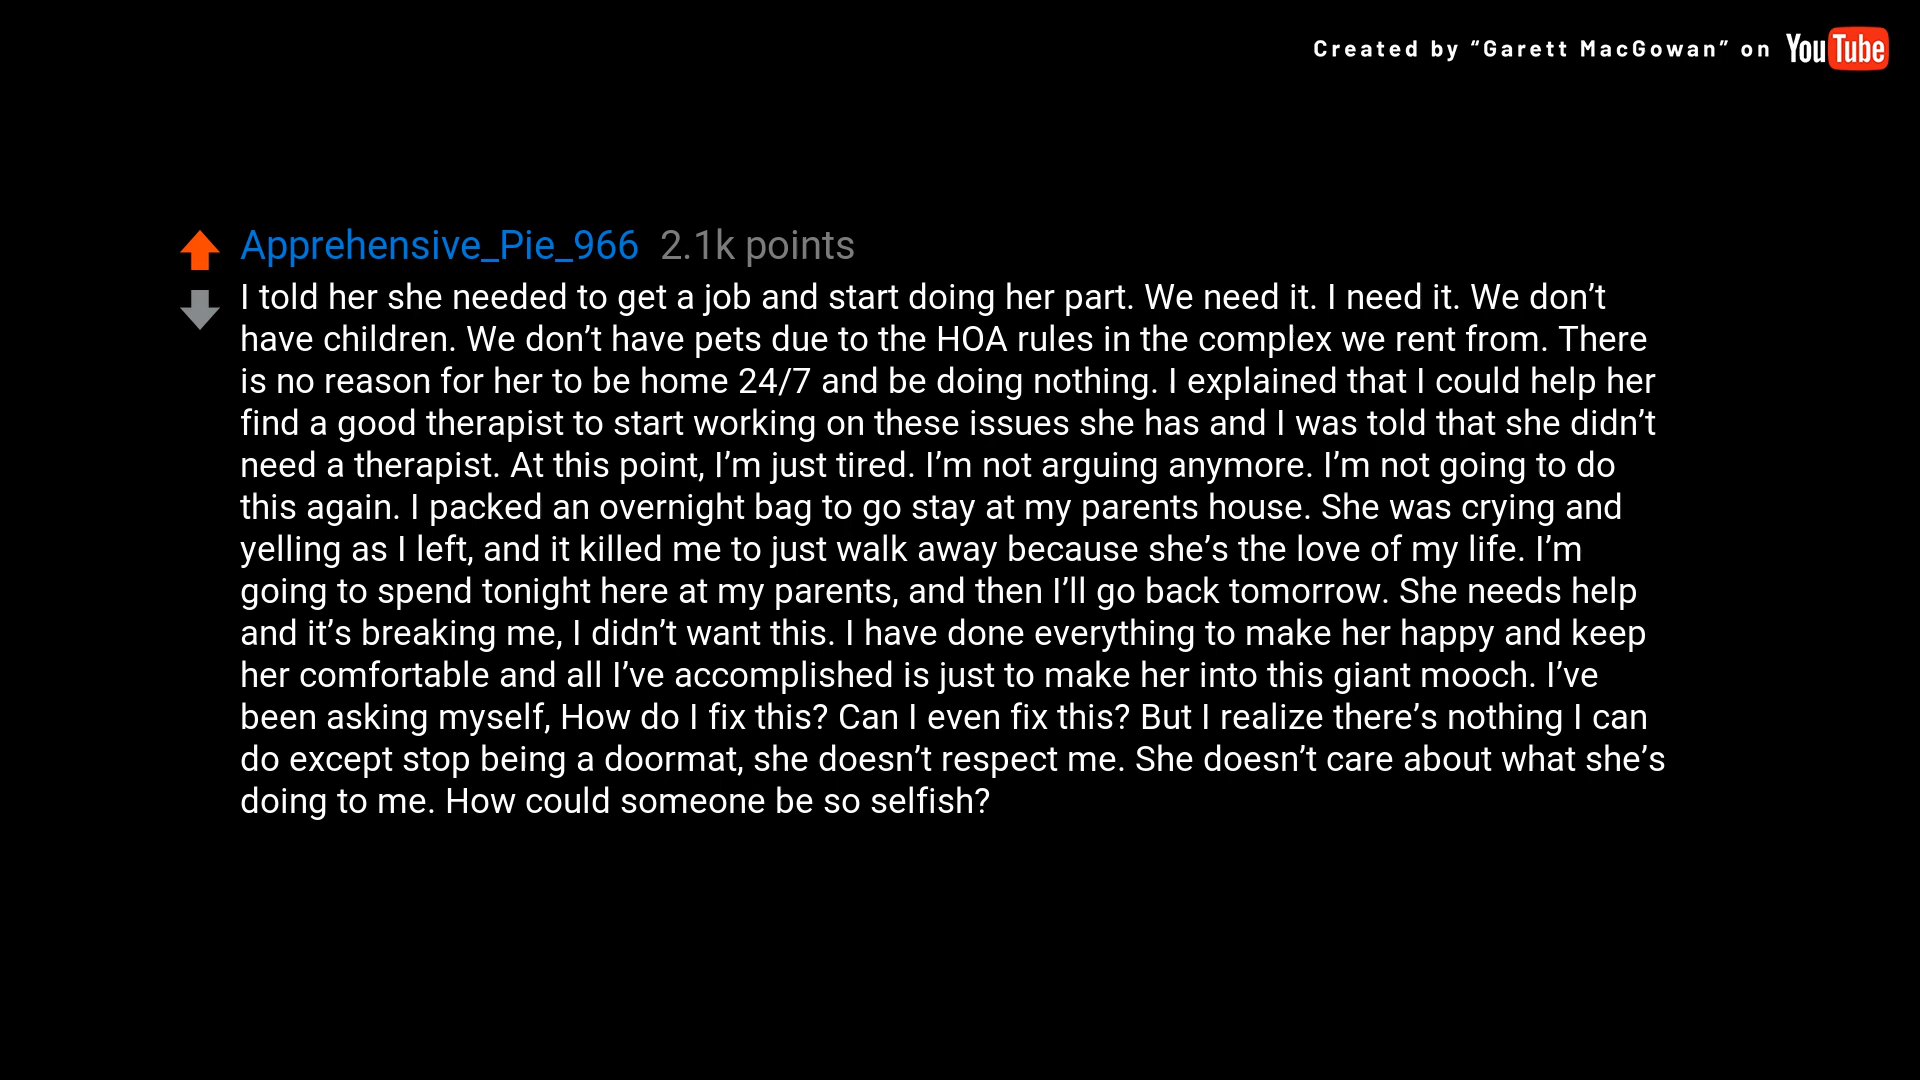 Created by “Garett MacGowan” on YouTube
Apprehensive_Pie_966 2.1k points
I told her she needed to get a job and start doing her part. We need it. I need it. We don’t
have children. We don’t have pets due to the HOA rules in the complex we rent from. There
is no reason for her to be home 24/7 and be doing nothing. I explained that I could help her
find a good therapist to start working on these issues she has and I was told that she didn’t
need a therapist. At this point, I’m just tired. I’m not arguing anymore. I’m not going to do
this again. I packed an overnight bag to go stay at my parents house. She was crying and
yelling as I left, and it killed me to just walk away because she’s the love of my life. I’m
going to spend tonight here at my parents, and then I’ll go back tomorrow. She needs help
and it’s breaking me, I didn’t want this. I have done everything to make her happy and keep
her comfortable and all I’ve accomplished is just to make her into this giant mooch. I’ve
been asking myself, How do I fix this? Can I even fix this? But I realize there’s nothing I can
do except stop being a doormat, she doesn’t respect me. She doesn’t care about what she’s
doing to me. How could someone be so selfish?